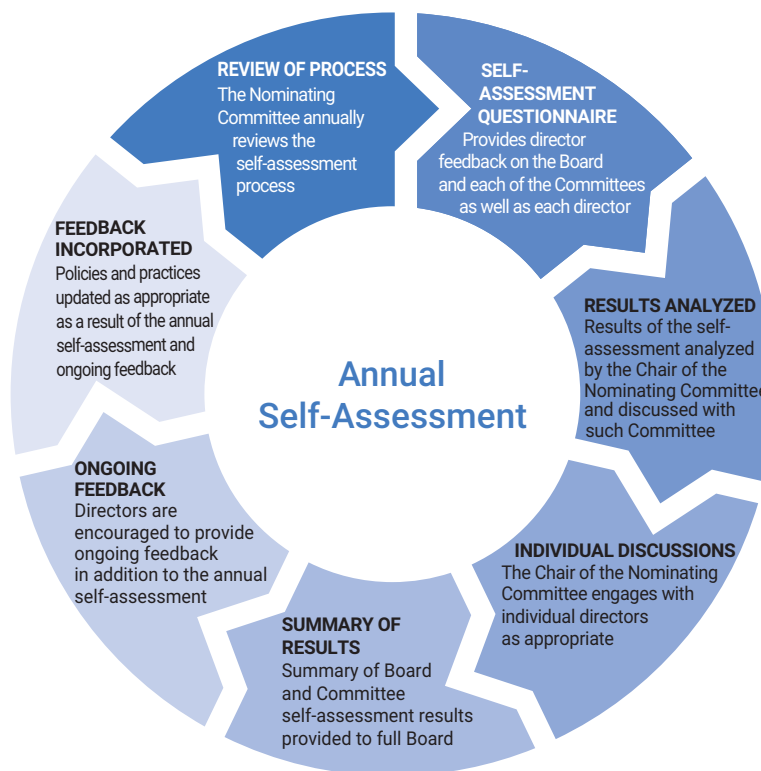 REVIEW OF PROCESS
The Nominating
Committee annually
reviews the
self-assessment
process
SELF-
ASSESSMENT
QUESTIONNAIRE
Provides director
feedback on the Board
and each of the Committees
as well as each director
RESULTS ANALYZED
Results of the self-
assessment analyzed
by the Chair of the
Nominating Committee
and discussed with
such Committee
INDIVIDUAL DISCUSSIONS
The Chair of the Nominating
Committee engages with
individual directors
as appropriate
SUMMARY OF
RESULTS
Summary of Board
and Committee
self-assessment results
provided to full Board
ONGOING
FEEDBACK
Directors are
encouraged to provide
ongoing feedback
in addition to the annual
self-assessment
FEEDBACK
INCORPORATED
Policies and practices
updated as appropriate
as a result of the annual
self-assessment and
ongoing feedback
Annual
Self-Assessment